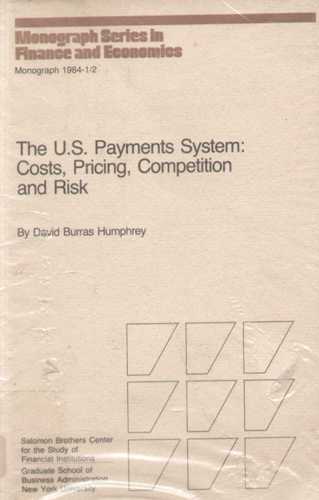 Monograph Series in
Finance and Economics
Monograph 1984-1/2
The U.S. Payments System:
Costs, Pricing, Competition
and Risk
By David Burras Humphrey
Salomon Brothers Center
for the Study of
Financial Institutions
Graduate School of
Business Administration
New York University